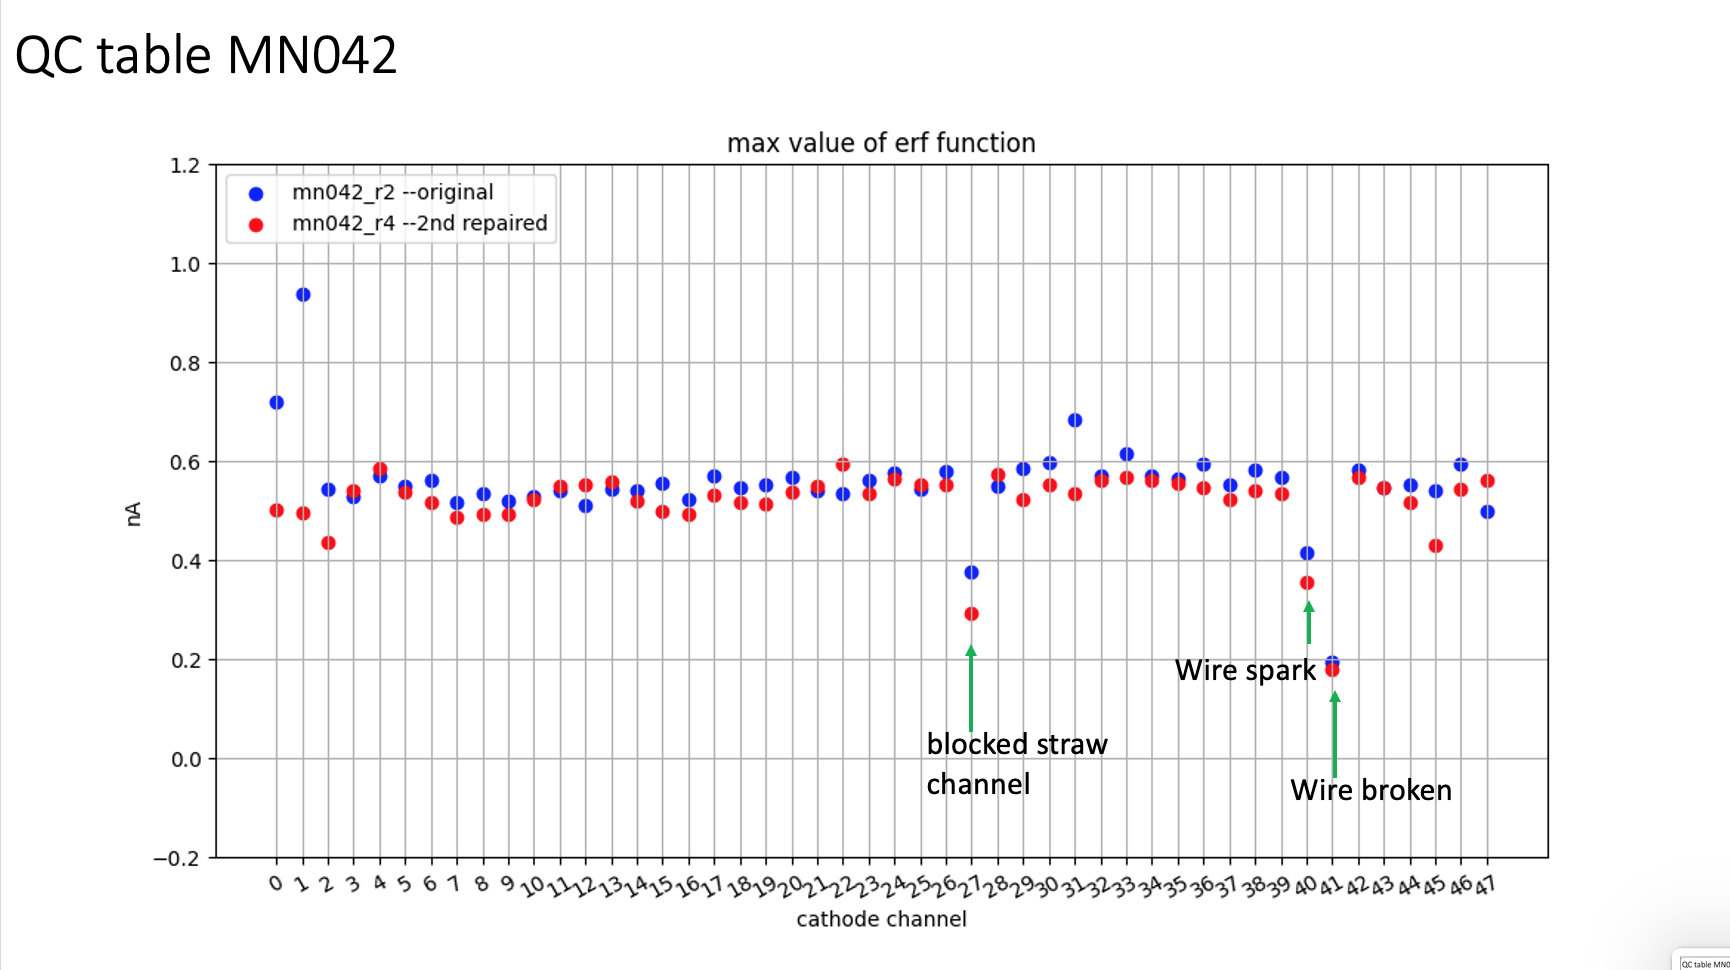 QC table MN042
max value of erf function
mn042_r2 --original
mn042_r4 --2nd repaired
1.2
1.0
0.8
0.6
0.4
0.2
0.0
−0.2
nA
Wire spark
blocked straw
channel
Wire broken
0 1 2 3 4 5 6 7 8 9 10 11 12 13 14 15 16 17 18 19 20 21 22 23 24 25 26 27 28 29 30 31 32 33 34 35 36 37 38 39 40 41 42 43 44 45 46 47
cathode channel
QC table MN0